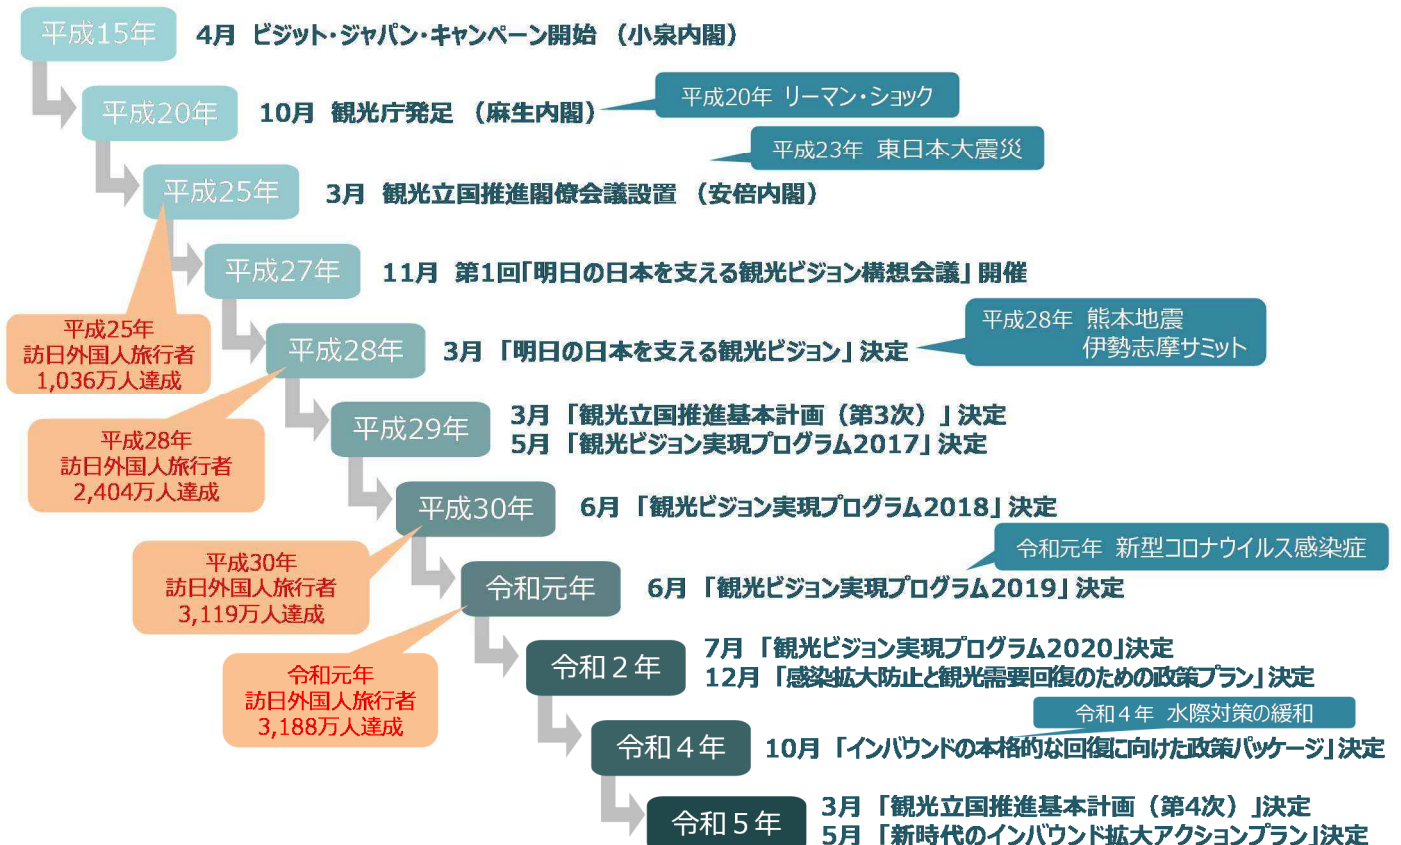 平成15年
4月 ビジット・ジャパン・キャンペーン開始 （小泉内閣）
平成20年
10月 観光庁発足 （麻生内閣）
平成20年 リーマン・ショック
平成23年 東日本大震災
平成25年
3月 観光立国推進閣僚会議設置 （安倍内閣）
平成27年
11月 第1回「明日の日本を支える観光ビジョン構想会議」開催
平成25年
訪日外国人旅行者
1,036万人達成
平成28年
3月 「明日の日本を支える観光ビジョン」決定
平成28年 熊本地震
伊勢志摩サミット
平成28年
訪日外国人旅行者
2,404万人達成
平成29年
3月 「観光立国推進基本計画（第3次）」決定
5月 「観光ビジョン実現プログラム2017」決定
平成30年
6月 「観光ビジョン実現プログラム2018」決定
平成30年
訪日外国人旅行者
3,119万人達成
令和元年 新型コロナウイルス感染症
令和元年
6月 「観光ビジョン実現プログラム2019」決定
令和元年
訪日外国人旅行者
3,188万人達成
令和２年
7月 「観光ビジョン実現プログラム2020」決定
12月 「感染拡大防止と観光需要回復のための政策プラン」決定
令和４年 水際対策の緩和
令和４年
10月 「インバウンドの本格的な回復に向けた政策パッケージ」決定
令和５年
3月 「観光立国推進基本計画（第4次）」決定
5月 「新時代のインバウンド拡大アクションプラン」決定